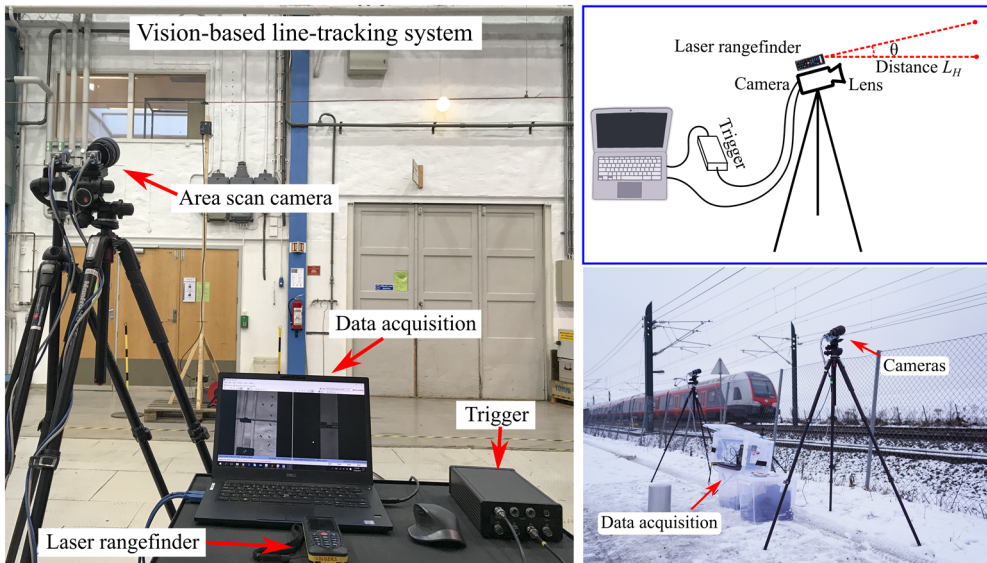 Vision-based line-tracking system
Area scan camera
Data acquisition
Trigger
Laser rangefinder
Laser rangefinder
θ
Distance L_H
Camera
Lens
Trigger
Cameras
Data acquisition